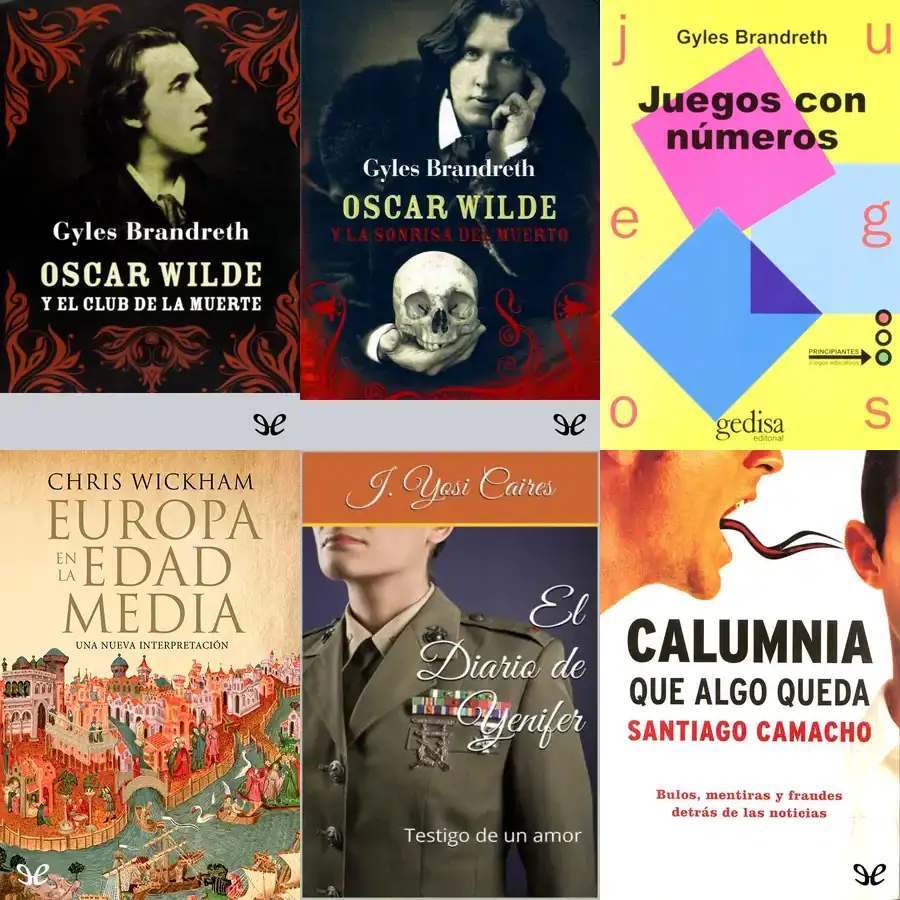 Gyles Brandreth
OSCAR WILDE
Y EL CLUB DE LA MUERTE
Gyles Brandreth
OSCAR WILDE
Y LA SONRISA DEL MUERTO
j u
Gyles Brandreth
Juegos con
números
e g
PRINCIPIANTES
Juegos educativos
o s
gedisa
editorial
CHRIS WICKHAM
EUROPA
EN LA EDAD
MEDIA
UNA NUEVA INTERPRETACIÓN
J. Yosi Caires
El
Diario de
Yenifer
Testigo de un amor
CALUMNIA
QUE ALGO QUEDA
SANTIAGO CAMACHO
Bulos, mentiras y fraudes
detrás de las noticias